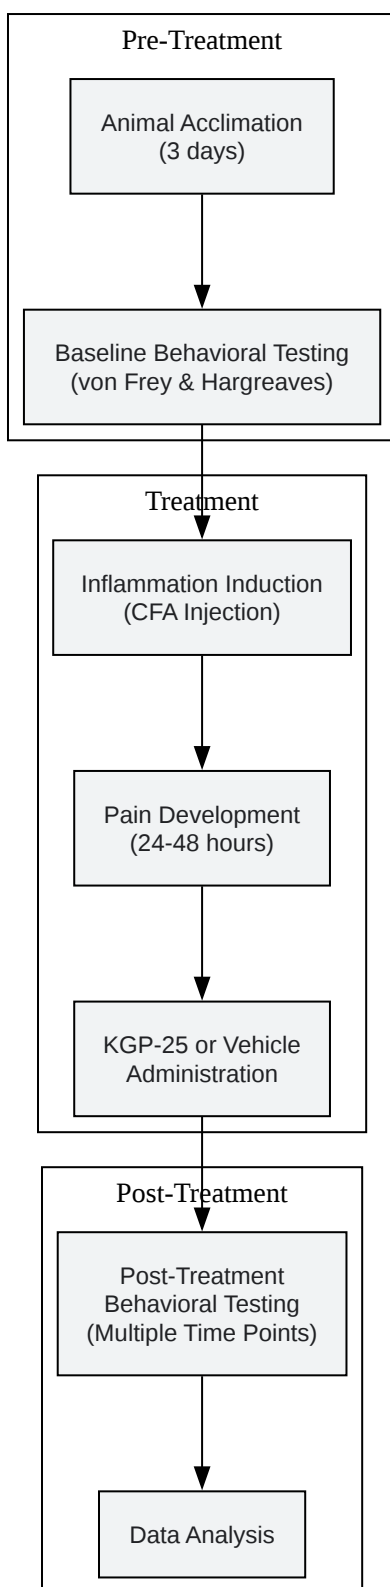 Pre-Treatment
Animal Acclimation
(3 days)
Baseline Behavioral Testing
(von Frey & Hargreaves)
Treatment
Inflammation Induction
(CFA Injection)
Pain Development
(24-48 hours)
KGP-25 or Vehicle
Administration
Post-Treatment
Post-Treatment
Behavioral Testing
(Multiple Time Points)
Data Analysis